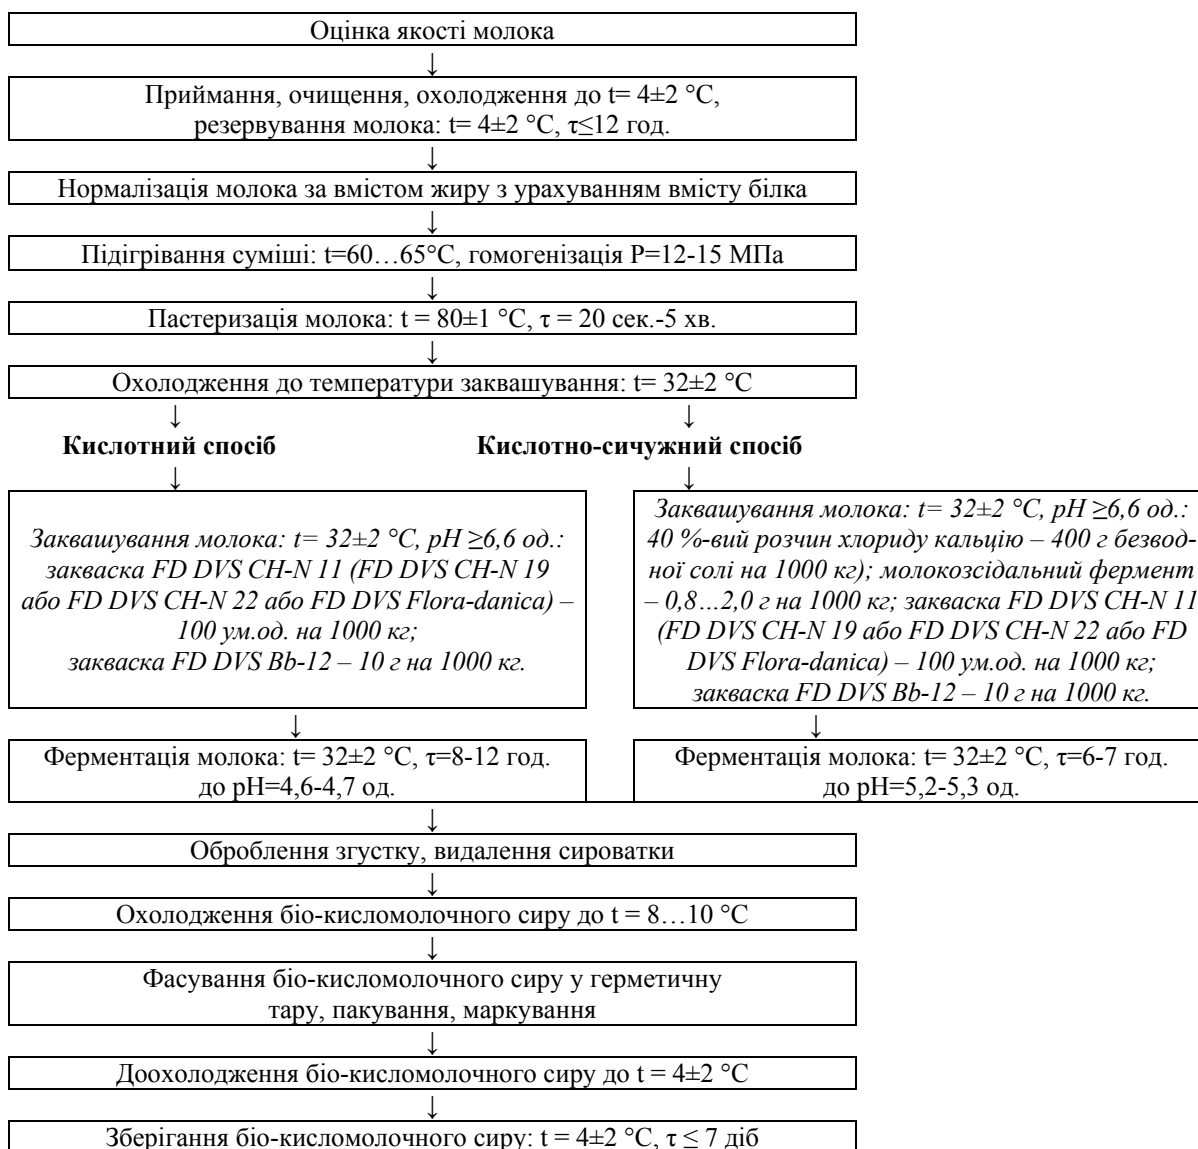 Оцінка якості молока
↓
Приймання, очищення, охолодження до t= 4±2 °С,
резервування молока: t= 4±2 °С, τ≤12 год.
↓
Нормалізація молока за вмістом жиру з урахуванням вмісту білка
↓
Підігрівання суміші: t=60…65°С, гомогенізація Р=12-15 МПа
↓
Пастеризація молока: t = 80±1 °С, τ = 20 сек.-5 хв.
↓
Охолодження до температури заквашування: t= 32±2 °С
↓ ↓
Кислотний спосіб Кислотно-сичужний спосіб
↓ ↓
Заквашування молока: t= 32±2 °С, рН ≥6,6 од.:
закваска FD DVS CH-N 11 (FD DVS CH-N 19
або FD DVS CH-N 22 або FD DVS Flora-danica) –
100 ум.од. на 1000 кг;
закваска FD DVS Bb-12 – 10 г на 1000 кг.
Заквашування молока: t= 32±2 °С, рН ≥6,6 од.:
40 %-вий розчин хлориду кальцію – 400 г безвод-
ної солі на 1000 кг); молокозсідальний фермент
– 0,8…2,0 г на 1000 кг; закваска FD DVS CH-N 11
(FD DVS CH-N 19 або FD DVS CH-N 22 або FD
DVS Flora-danica) – 100 ум.од. на 1000 кг;
закваска FD DVS Bb-12 – 10 г на 1000 кг.
↓ ↓
Ферментація молока: t= 32±2 °С, τ=8-12 год.
до рН=4,6-4,7 од.
Ферментація молока: t= 32±2 °С, τ=6-7 год.
до рН=5,2-5,3 од.
↓
Оброблення згустку, видалення сироватки
↓
Охолодження біо-кисломолочного сиру до t = 8…10 °С
↓
Фасування біо-кисломолочного сиру у герметичну
тару, пакування, маркування
↓
Доохолодження біо-кисломолочного сиру до t = 4±2 °С
↓
Зберігання біо-кисломолочного сиру: t = 4±2 °С, τ ≤ 7 діб